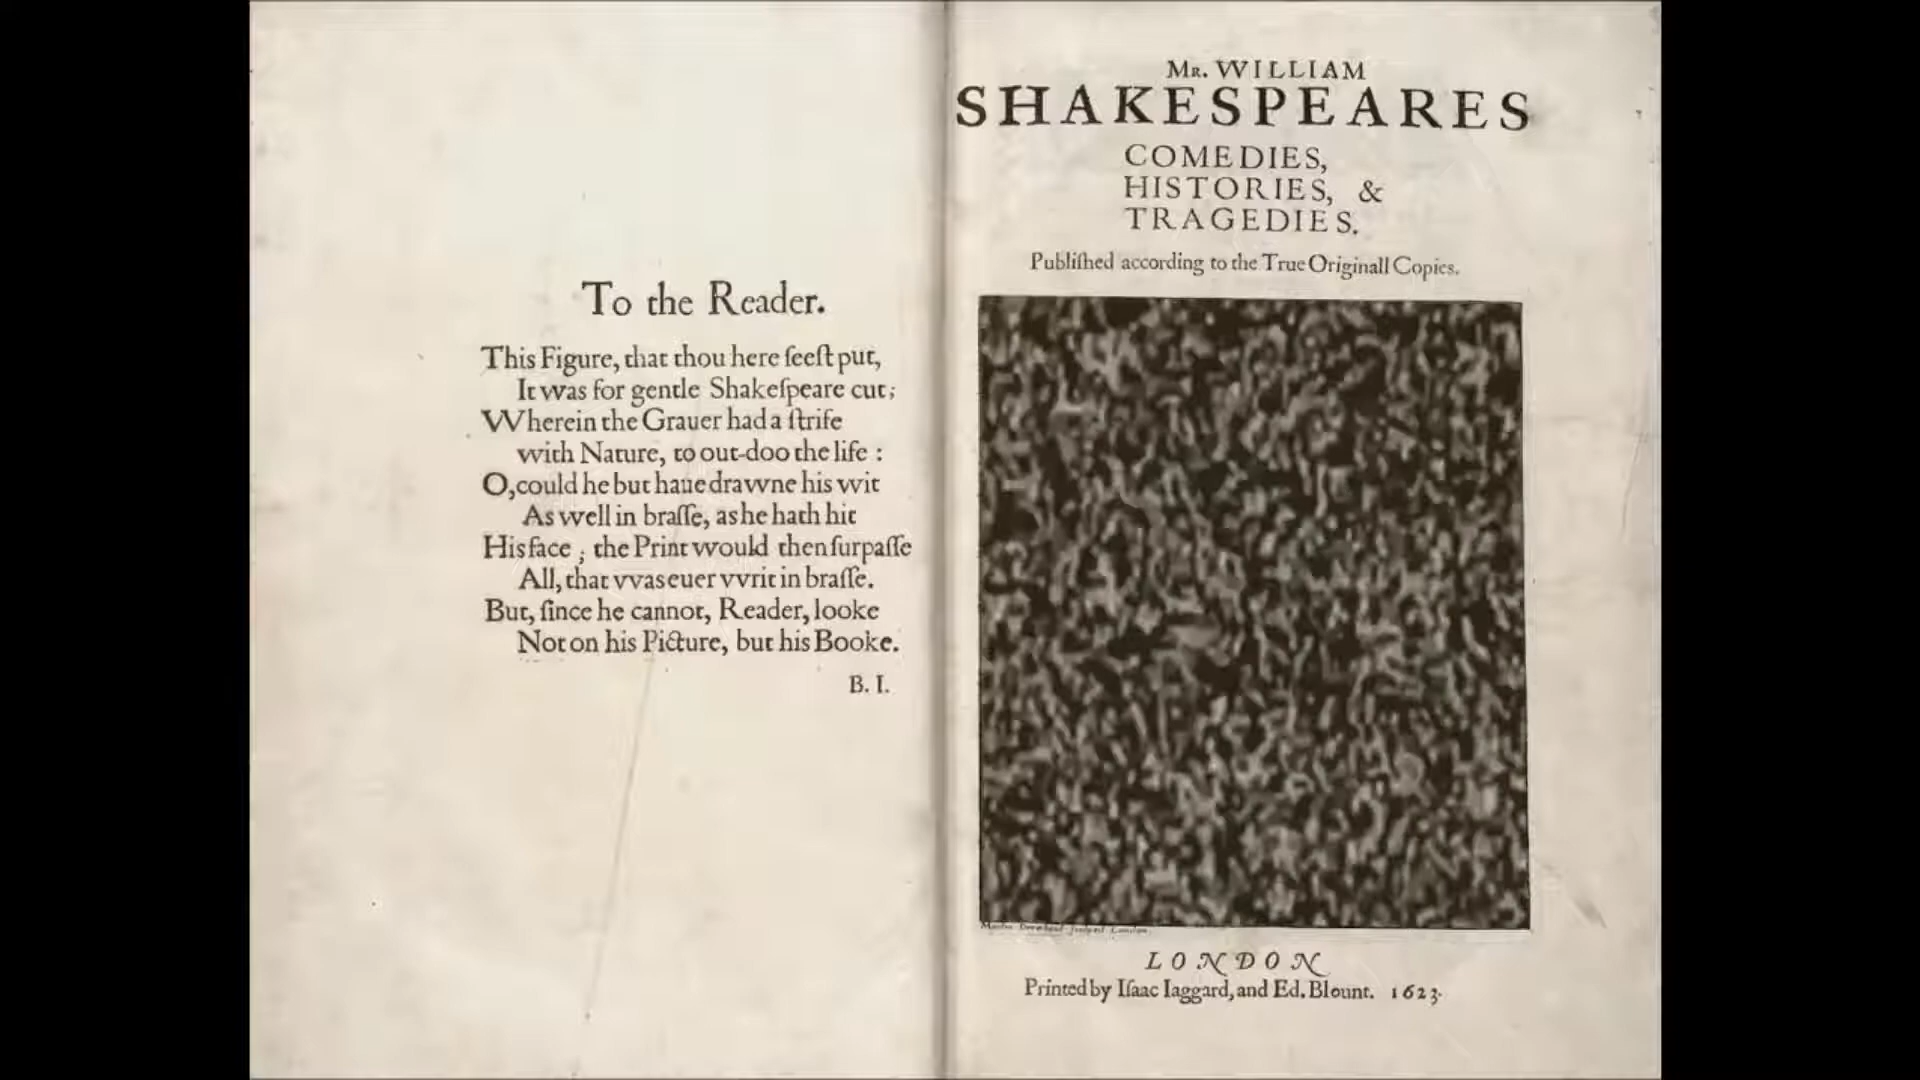 To the Reader.
This Figure, that thou here ſeeſt put,
It was for gentle Shakeſpeare cut;
Wherein the Grauer had a ſtrife
with Nature, to out-doo the life :
O, could he but haue dravvne his vvit
As well in braſſe, as he hath hit
His face ; the Print would then ſurpaſſe
All, that vvas euer vvrit in braſſe.
But, ſince he cannot, Reader, looke
Not on his Picture, but his Booke.
B. I.
Mr. WILLIAM
SHAKESPEARES
COMEDIES,
HISTORIES, &
TRAGEDIES.
Publiſhed according to the True Originall Copies.
London
LONDON
Printed by Iſaac Iaggard, and Ed. Blount. 1623.